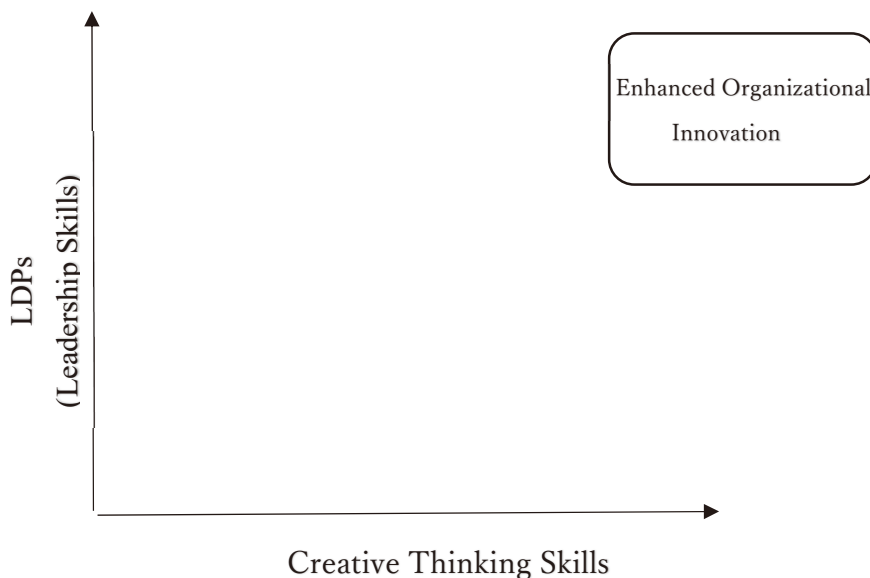 Enhanced Organizational
Innovation
LDPs
(Leadership Skills)
Creative Thinking Skills